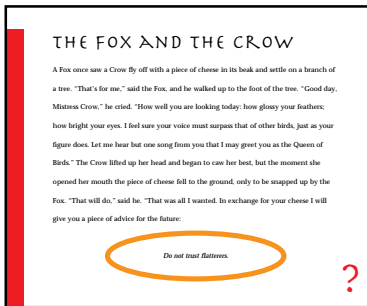 THE FOX AND THE CROW
A Fox once saw a Crow fly off with a piece of cheese in its beak and settle on a branch of
a tree. "That's for me," said the Fox, and he walked up to the foot of the tree. "Good day,
Mistress Crow," he cried. "How well you are looking today: how glossy your feathers;
how bright your eyes. I feel sure your voice must surpass that of other birds, just as your
figure does. Let me hear but one song from you that I may greet you as the Queen of
Birds." The Crow lifted up her head and began to caw her best, but the moment she
opened her mouth the piece of cheese fell to the ground, only to be snapped up by the
Fox. "That will do," said he. "That was all I wanted. In exchange for your cheese I will
give you a piece of advice for the future:
Do not trust flatterers.
?